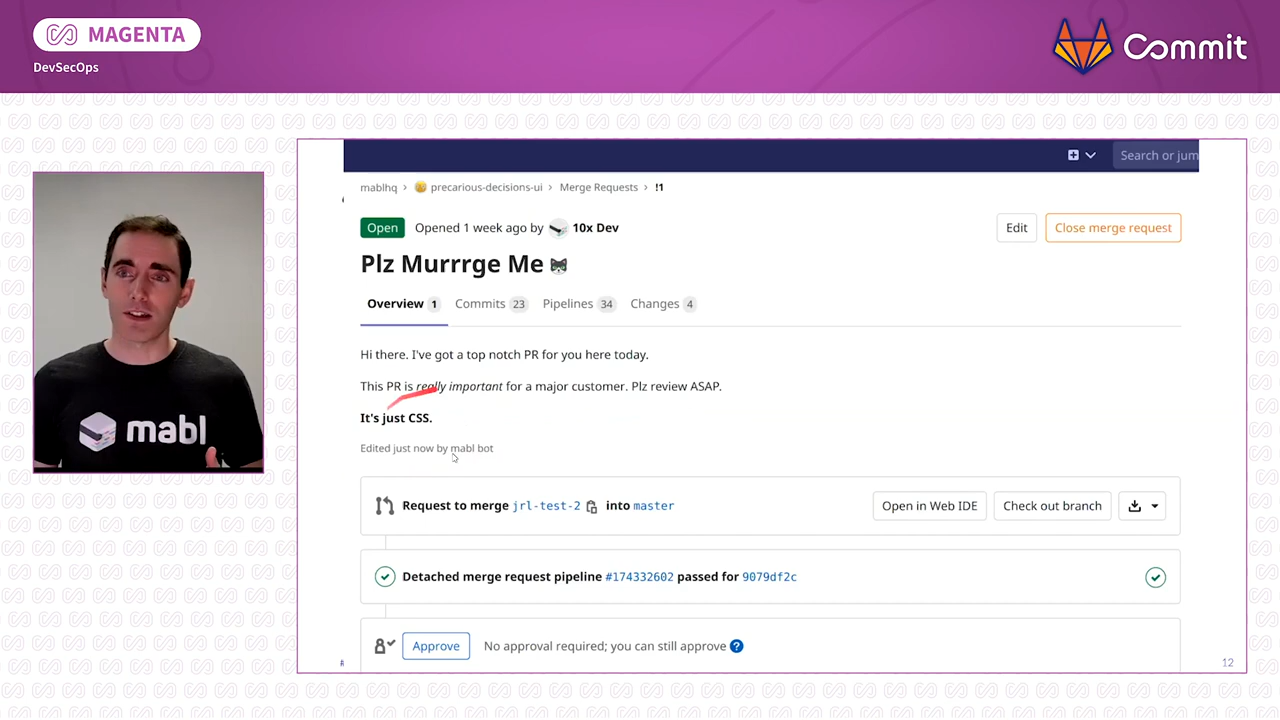 MAGENTA
DevSecOps
Commit
mabl
Search or jum
mablhq > precarious-decisions-ui > Merge Requests > !1
Open Opened 1 week ago by 10x Dev
Edit Close merge request
Plz Murrrge Me
Overview 1 Commits 23 Pipelines 34 Changes 4
Hi there. I've got a top notch PR for you here today.
This PR is really important for a major customer. Plz review ASAP.
It's just CSS.
Edited just now by mabl bot
Request to merge jrl-test-2 into master
Open in Web IDE Check out branch
Detached merge request pipeline #174332602 passed for 9079df2c
Approve No approval required; you can still approve ?
12